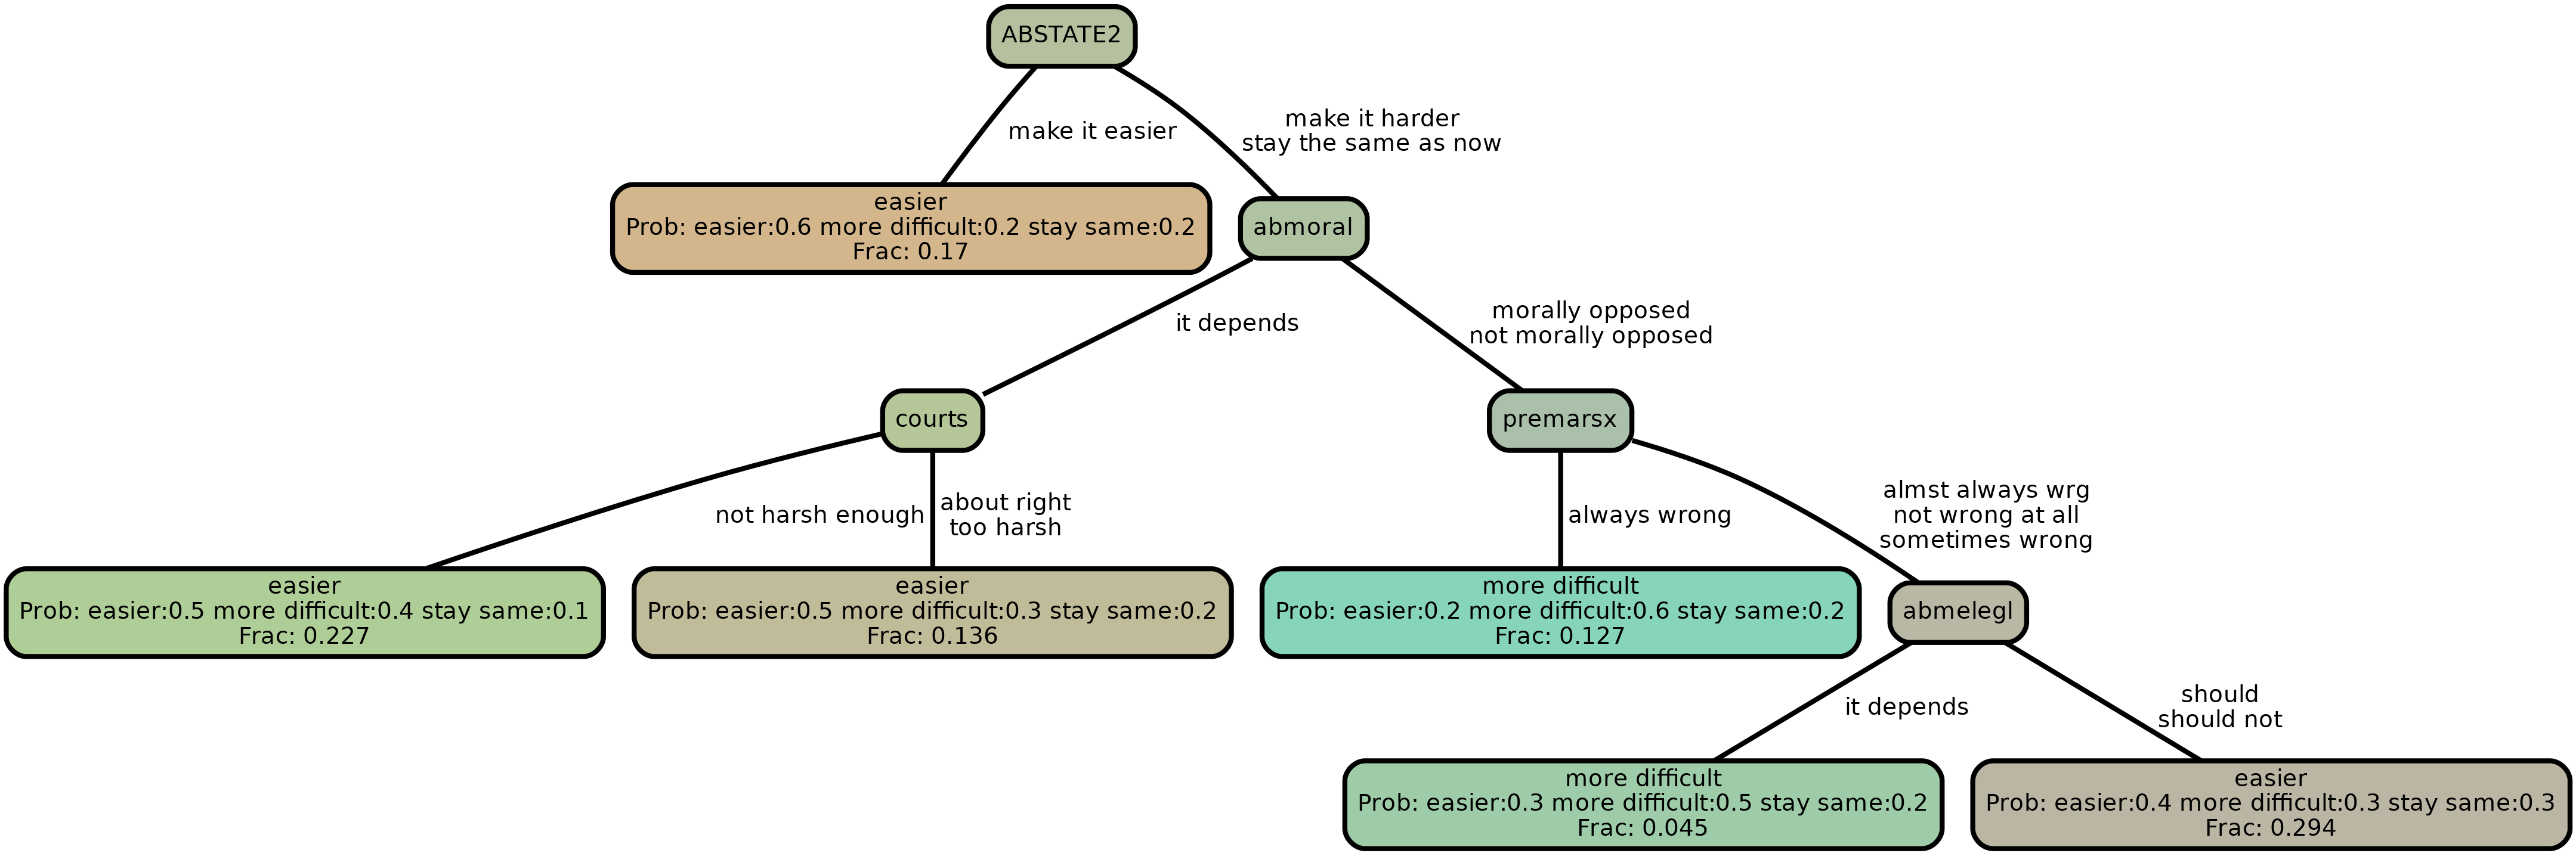 ABSTATE2
make it easier
make it harder
stay the same as now
easier
Prob: easier:0.6 more difficult:0.2 stay same:0.2
Frac: 0.17
abmoral
it depends
morally opposed
not morally opposed
courts
premarsx
not harsh enough
about right
too harsh
always wrong
almst always wrg
not wrong at all
sometimes wrong
easier
Prob: easier:0.5 more difficult:0.4 stay same:0.1
Frac: 0.227
easier
Prob: easier:0.5 more difficult:0.3 stay same:0.2
Frac: 0.136
more difficult
Prob: easier:0.2 more difficult:0.6 stay same:0.2
Frac: 0.127
abmelegl
it depends
should
should not
more difficult
Prob: easier:0.3 more difficult:0.5 stay same:0.2
Frac: 0.045
easier
Prob: easier:0.4 more difficult:0.3 stay same:0.3
Frac: 0.294